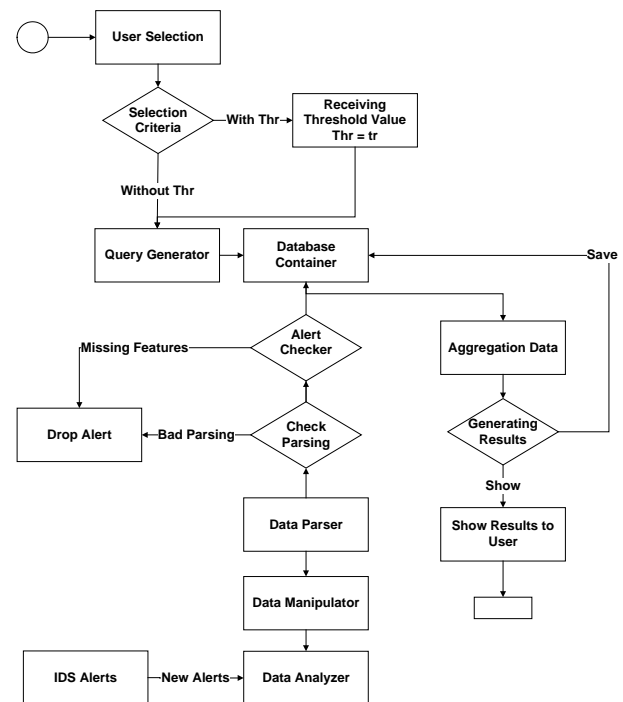 User Selection
Selection
Criteria
With Thr
Receiving
Threshold Value
Thr = tr
Without Thr
Query Generator
Database
Container
Save
Missing Features
Alert
Checker
Aggregation Data
Drop Alert
Bad Parsing
Check
Parsing
Generating
Results
Show
Data Parser
Show Results to
User
Data Manipulator
IDS Alerts
New Alerts
Data Analyzer